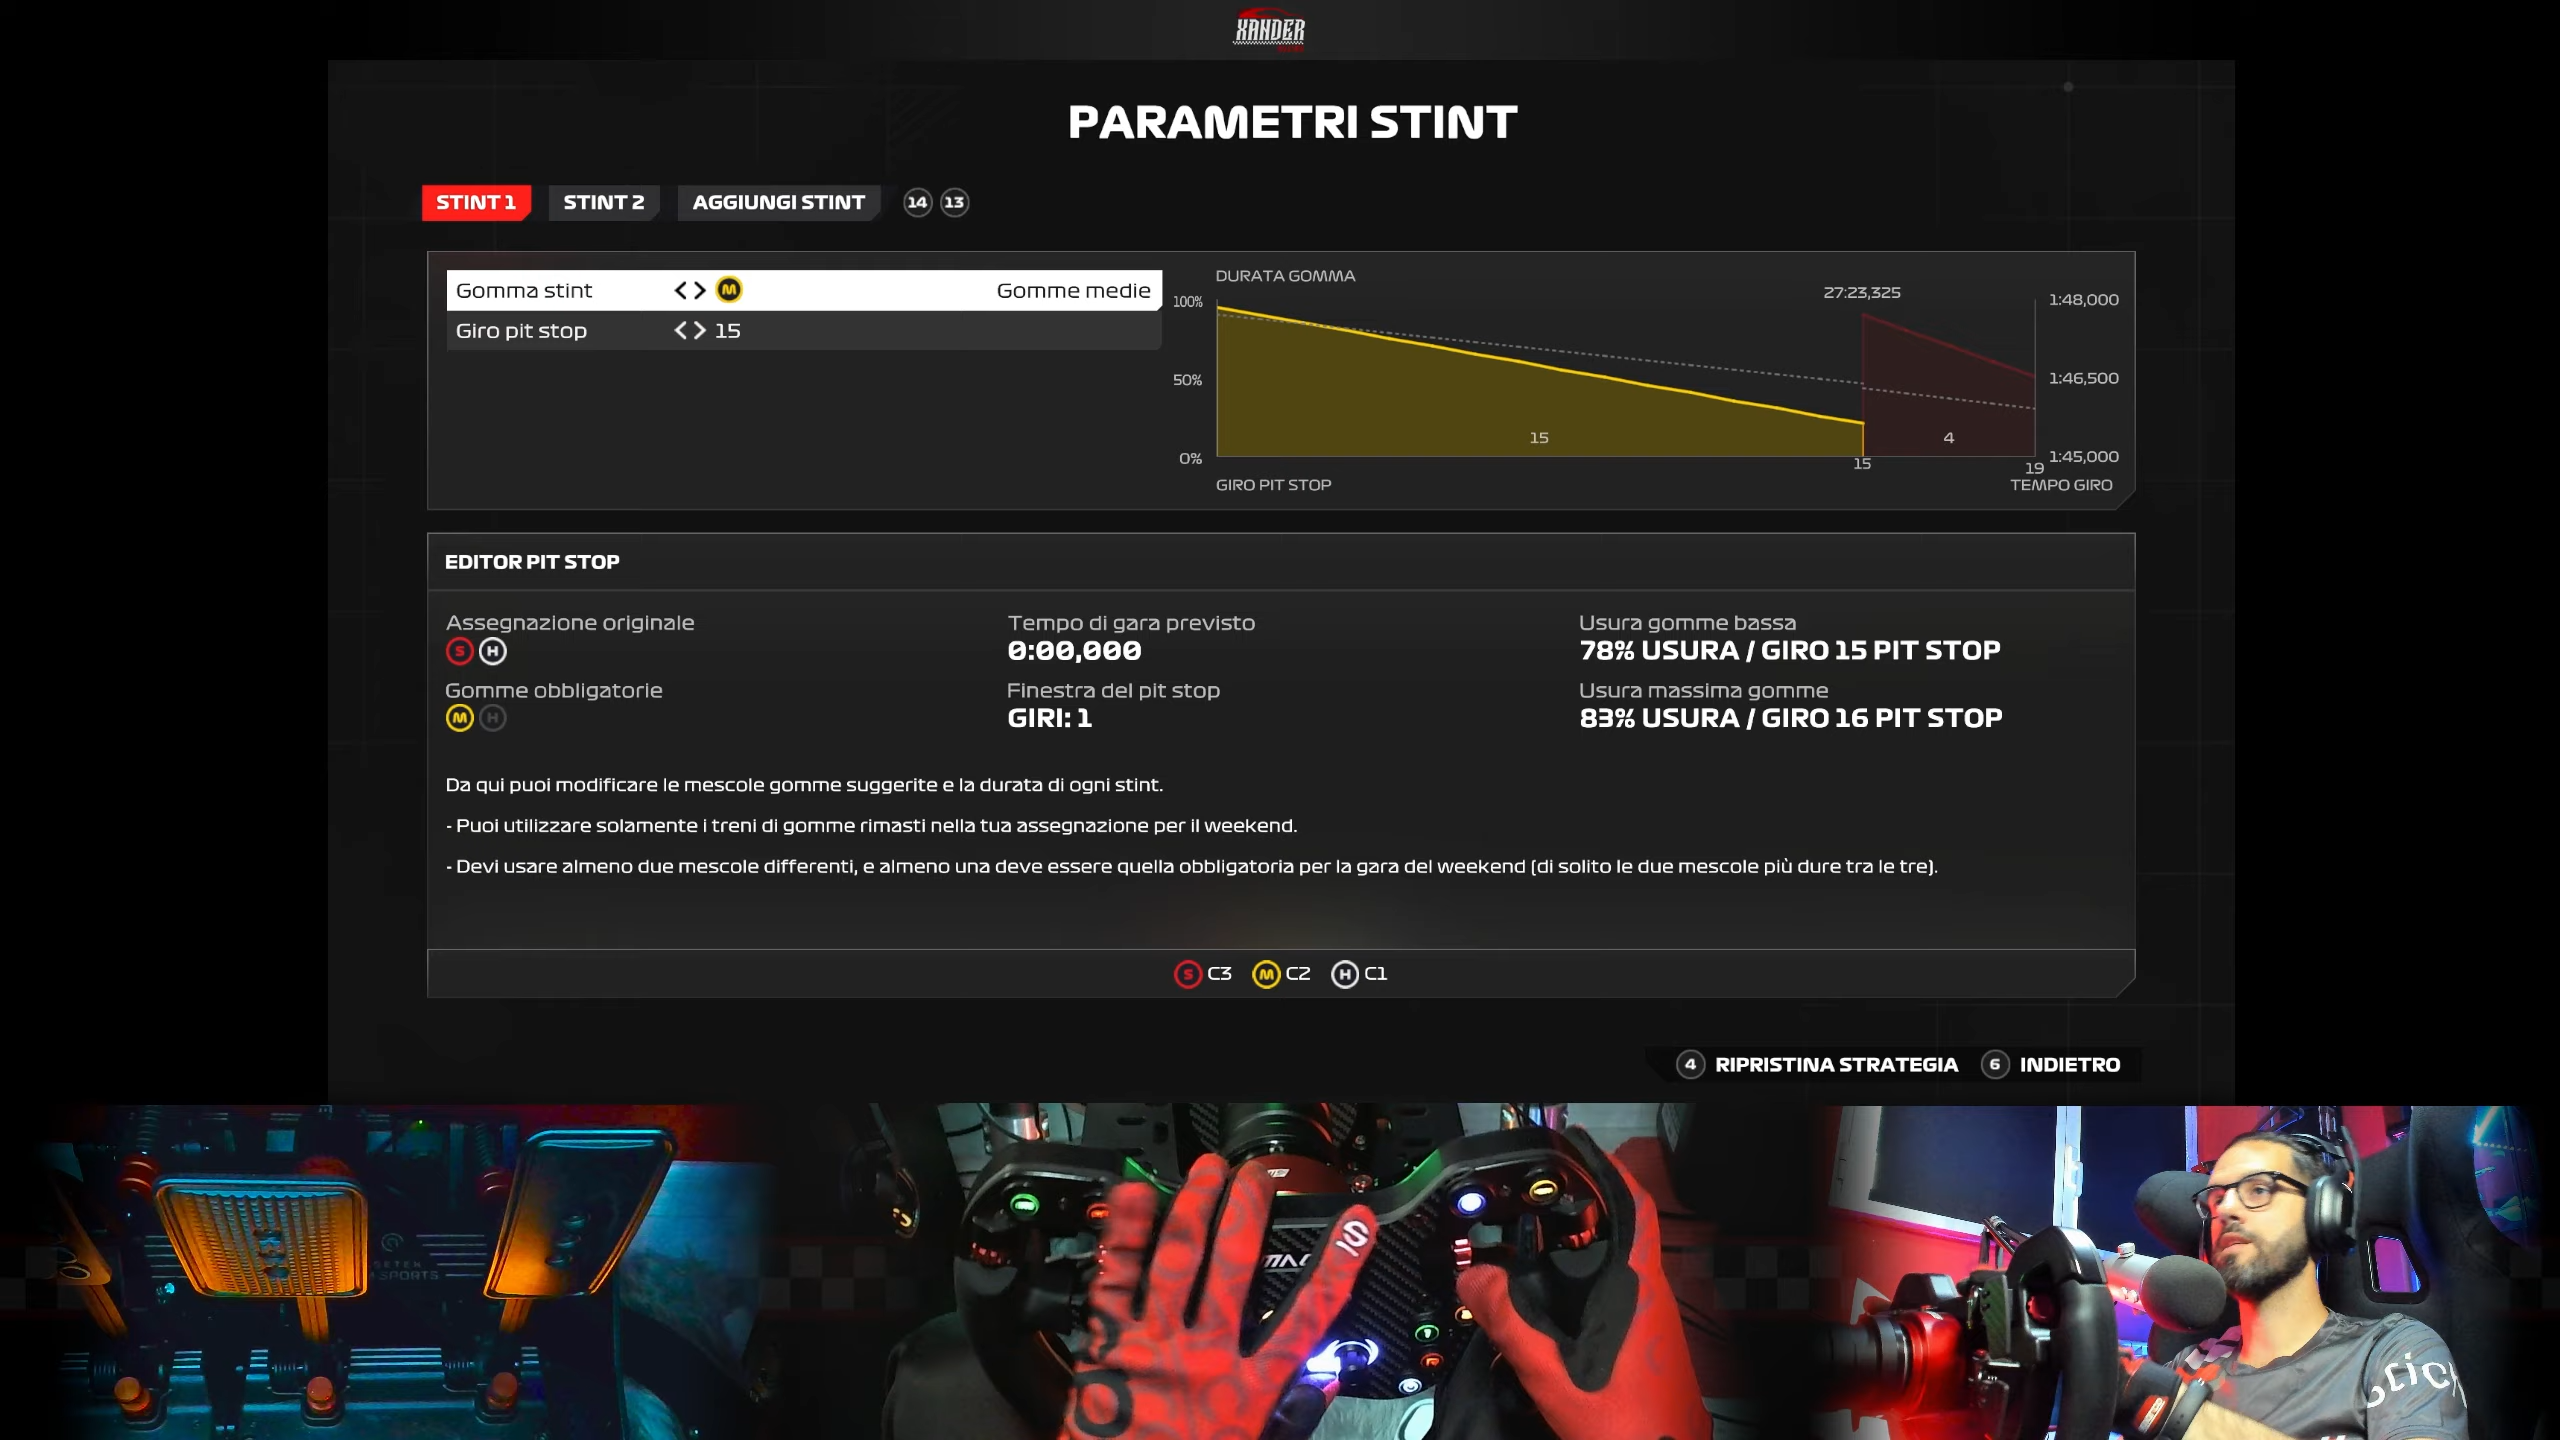 XANDER
PARAMETRI STINT
STINT 1 STINT 2 AGGIUNGI STINT 14 13
Gomma stint M Gomme medie
Giro pit stop 15
DURATA GOMMA
27:23,325
100% 1:48,000
50% 1:46,500
15 4
0% 15 19 1:45,000
GIRO PIT STOP TEMPO GIRO
EDITOR PIT STOP
Assegnazione originale Tempo di gara previsto Usura gomme bassa
S H 0:00,000 78% USURA / GIRO 15 PIT STOP
Gomme obbligatorie Finestra del pit stop Usura massima gomme
M H GIRI: 1 83% USURA / GIRO 16 PIT STOP
Da qui puoi modificare le mescole gomme suggerite e la durata di ogni stint.
- Puoi utilizzare solamente i treni di gomme rimasti nella tua assegnazione per il weekend.
- Devi usare almeno due mescole differenti, e almeno una deve essere quella obbligatoria per la gara del weekend (di solito le due mescole più dure tra le tre).
S C3 M C2 H C1
4 RIPRISTINA STRATEGIA 6 INDIETRO